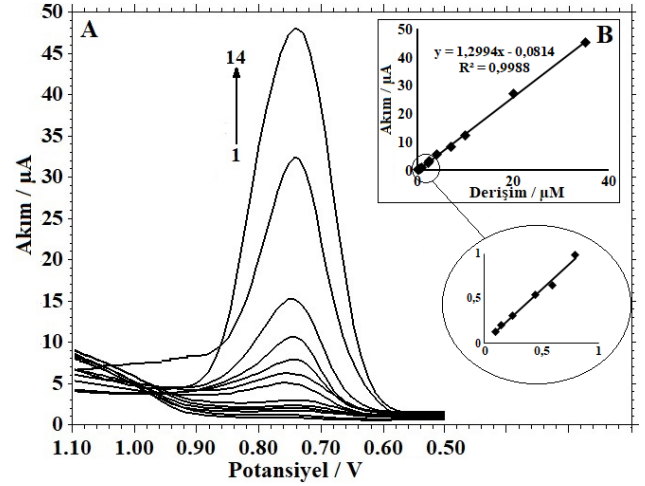 A
14
1
50
45
40
35
30
25
20
15
10
5
0
Akım / µA
1.10 1.00 0.90 0.80 0.70 0.60 0.50
Potansiyel / V
B
y = 1,2994x - 0,0814
R² = 0,9988
50
40
30
20
10
0
Akım / µA
0 20 40
Derişim / µM
1
0,5
0
0 0,5 1